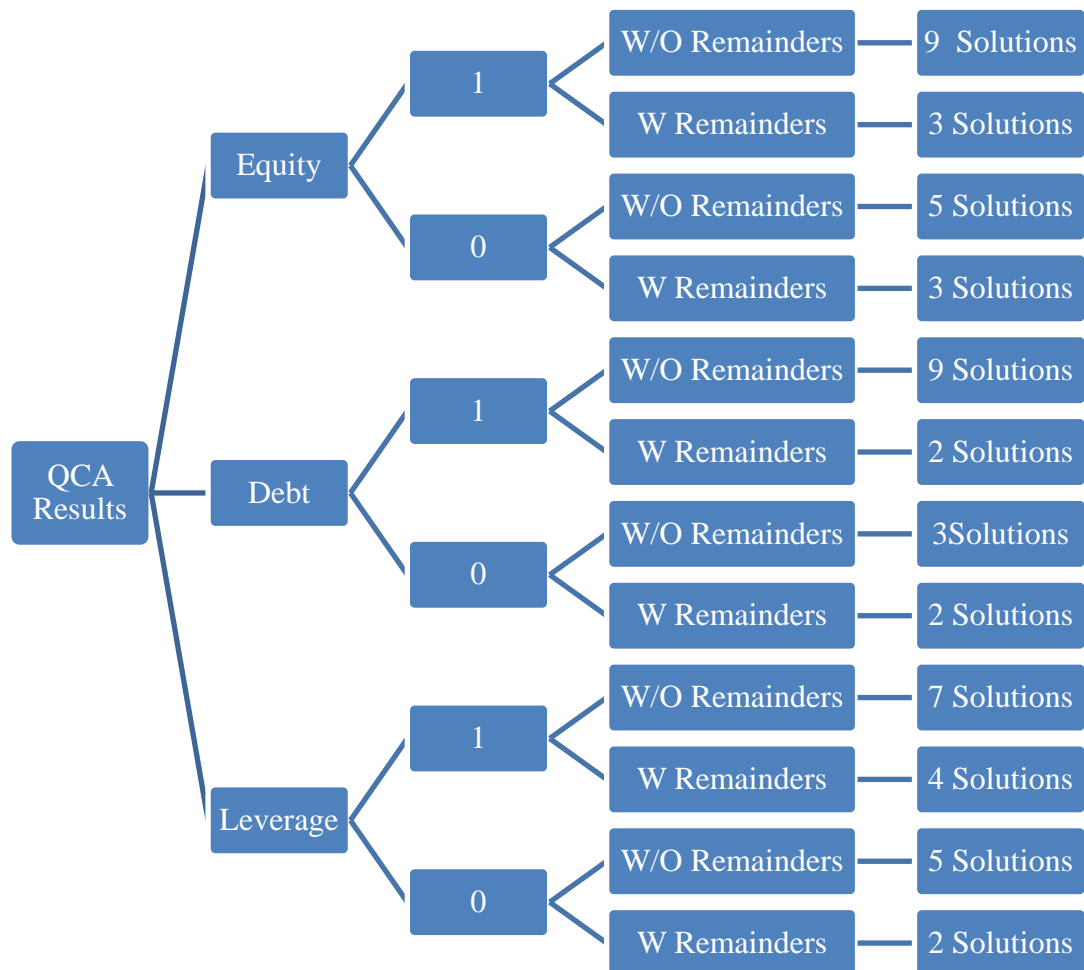 QCA
Results
Equity
1
W/O Remainders
9 Solutions
W Remainders
3 Solutions
0
W/O Remainders
5 Solutions
W Remainders
3 Solutions
Debt
1
W/O Remainders
9 Solutions
W Remainders
2 Solutions
0
W/O Remainders
3Solutions
W Remainders
2 Solutions
Leverage
1
W/O Remainders
7 Solutions
W Remainders
4 Solutions
0
W/O Remainders
5 Solutions
W Remainders
2 Solutions